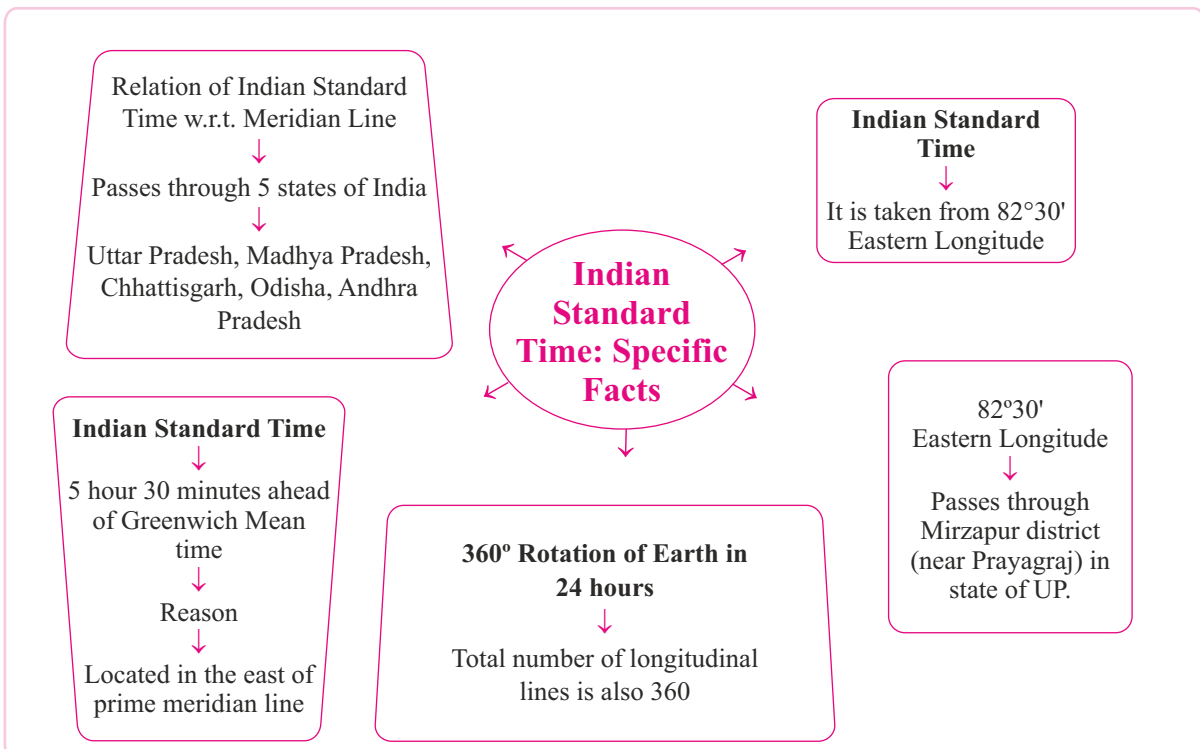 Relation of Indian Standard
Time w.r.t. Meridian Line
Passes through 5 states of India
Uttar Pradesh, Madhya Pradesh,
Chhattisgarh, Odisha, Andhra
Pradesh
Indian Standard
Time
It is taken from 82°30'
Eastern Longitude
Indian
Standard
Time: Specific
Facts
Indian Standard Time
5 hour 30 minutes ahead
of Greenwich Mean
time
Reason
Located in the east of
prime meridian line
360º Rotation of Earth in
24 hours
Total number of longitudinal
lines is also 360
82º30'
Eastern Longitude
Passes through
Mirzapur district
(near Prayagraj) in
state of UP.